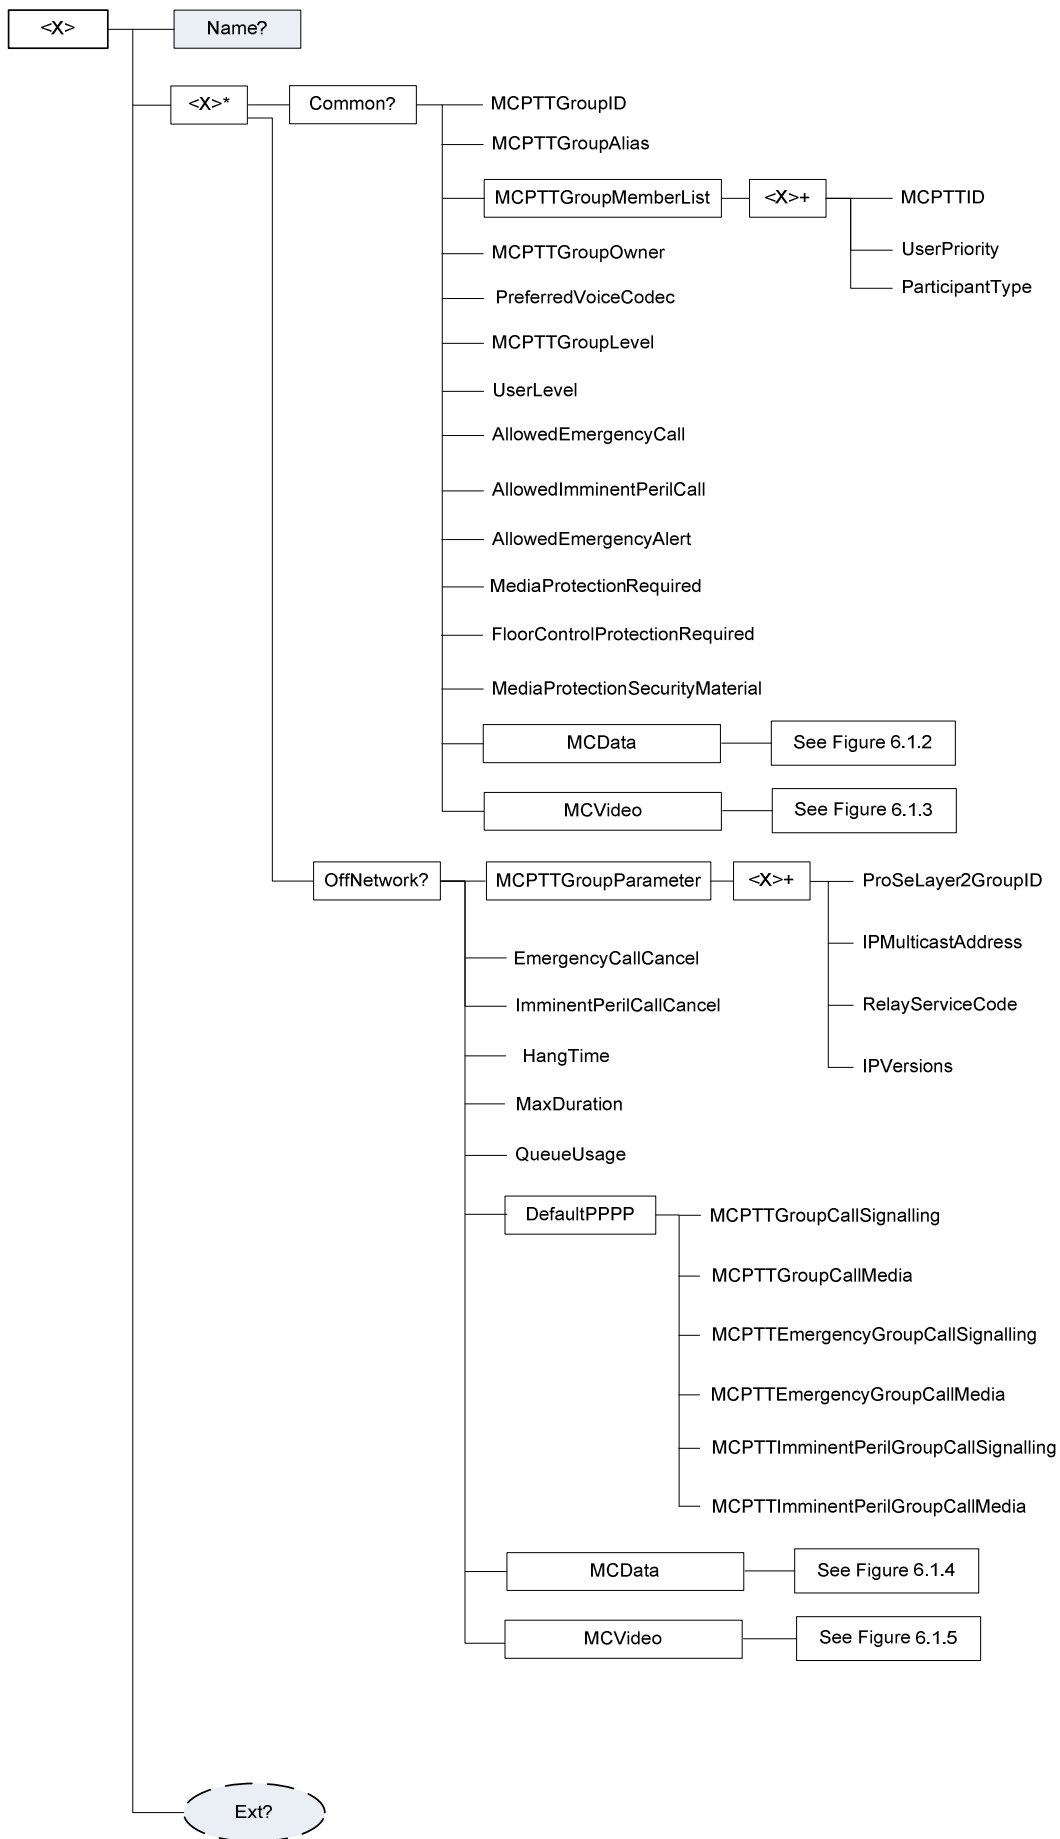 <X>
Name?
<X>*
Common?
MCPTTGroupID
MCPTTGroupAlias
MCPTTGroupMemberList
<X>+
MCPTTID
UserPriority
ParticipantType
MCPTTGroupOwner
PreferredVoiceCodec
MCPTTGroupLevel
UserLevel
AllowedEmergencyCall
AllowedImminentPerilCall
AllowedEmergencyAlert
MediaProtectionRequired
FloorControlProtectionRequired
MediaProtectionSecurityMaterial
MCData
See Figure 6.1.2
MCVideo
See Figure 6.1.3
OffNetwork?
MCPTTGroupParameter
<X>+
ProSeLayer2GroupID
IPMulticastAddress
RelayServiceCode
IPVersions
EmergencyCallCancel
ImminentPerilCallCancel
HangTime
MaxDuration
QueueUsage
DefaultPPPP
MCPTTGroupCallSignalling
MCPTTGroupCallMedia
MCPTTEmergencyGroupCallSignalling
MCPTTEmergencyGroupCallMedia
MCPTTImminentPerilGroupCallSignalling
MCPTTImminentPerilGroupCallMedia
MCData
See Figure 6.1.4
MCVideo
See Figure 6.1.5
Ext?